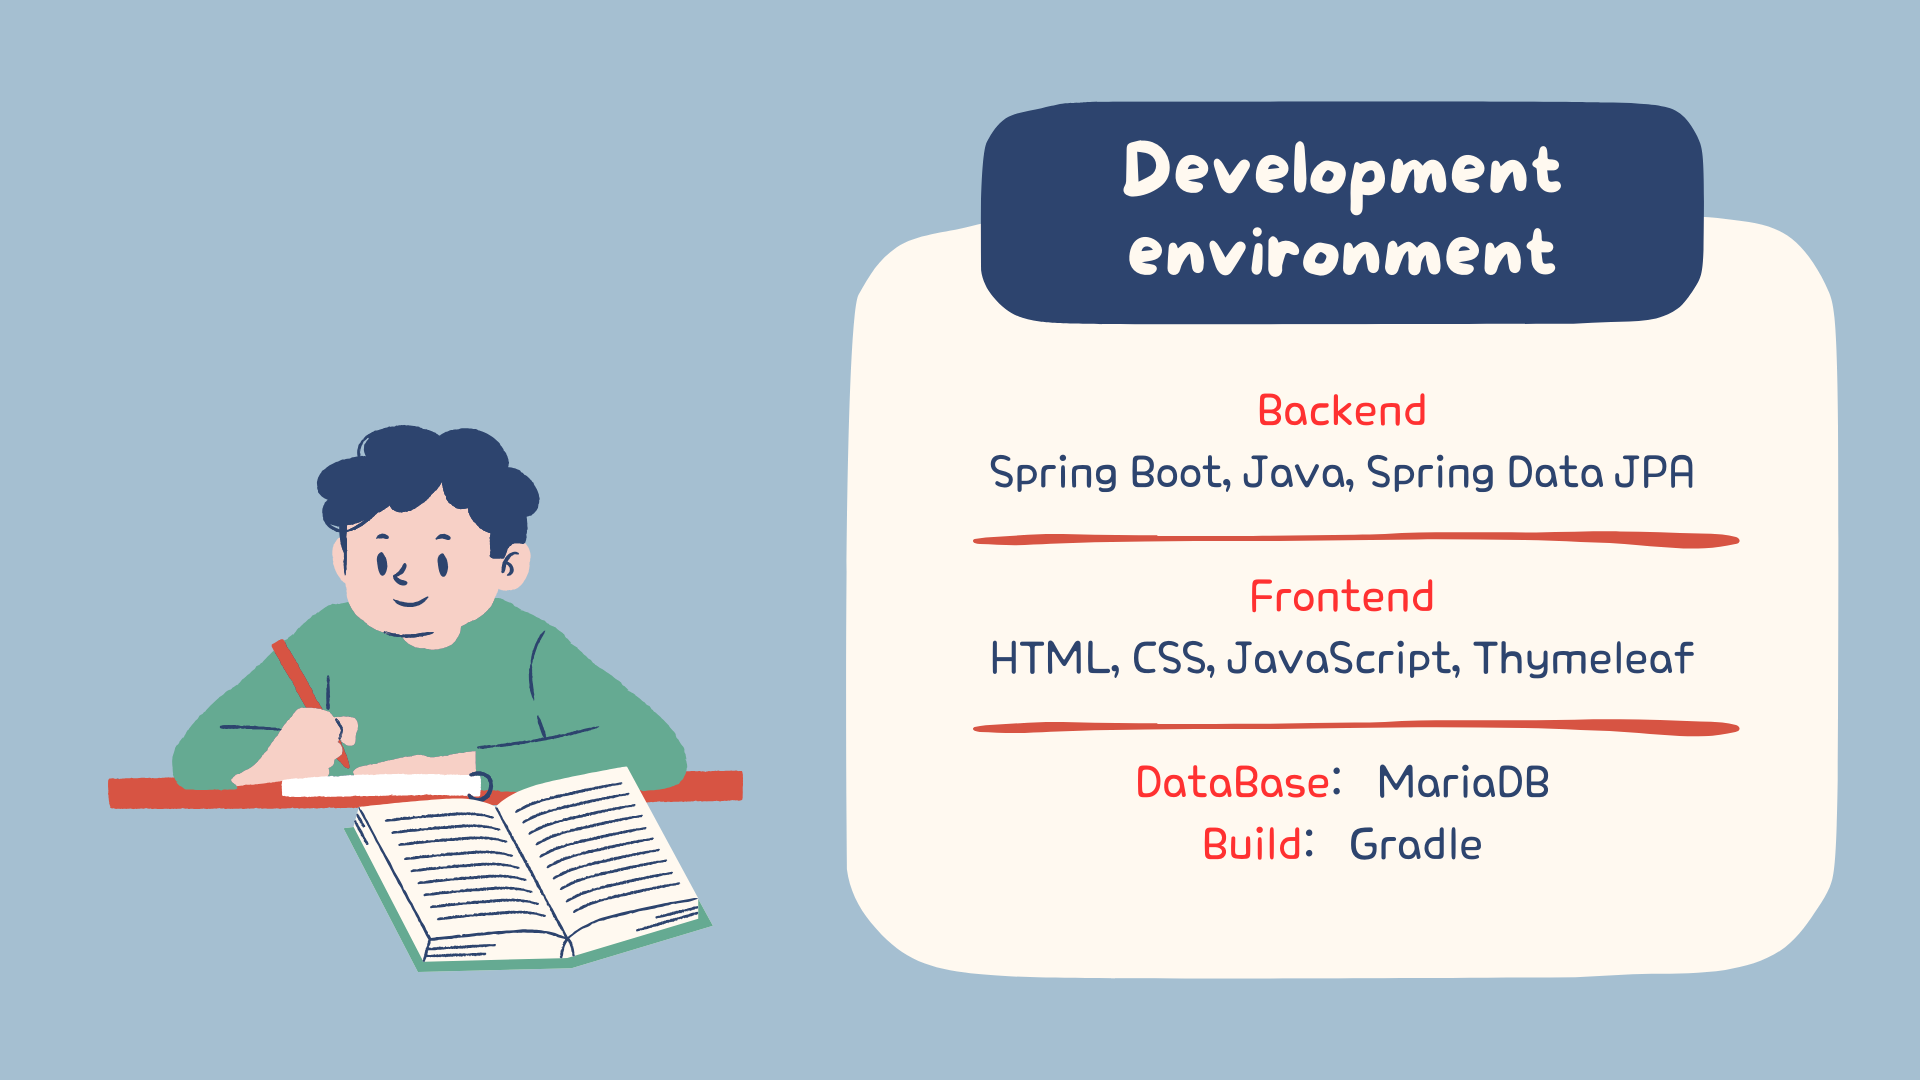 Development
environment
Backend
Spring Boot, Java, Spring Data JPA
Frontend
HTML, CSS, JavaScript, Thymeleaf
DataBase: MariaDB
Build: Gradle